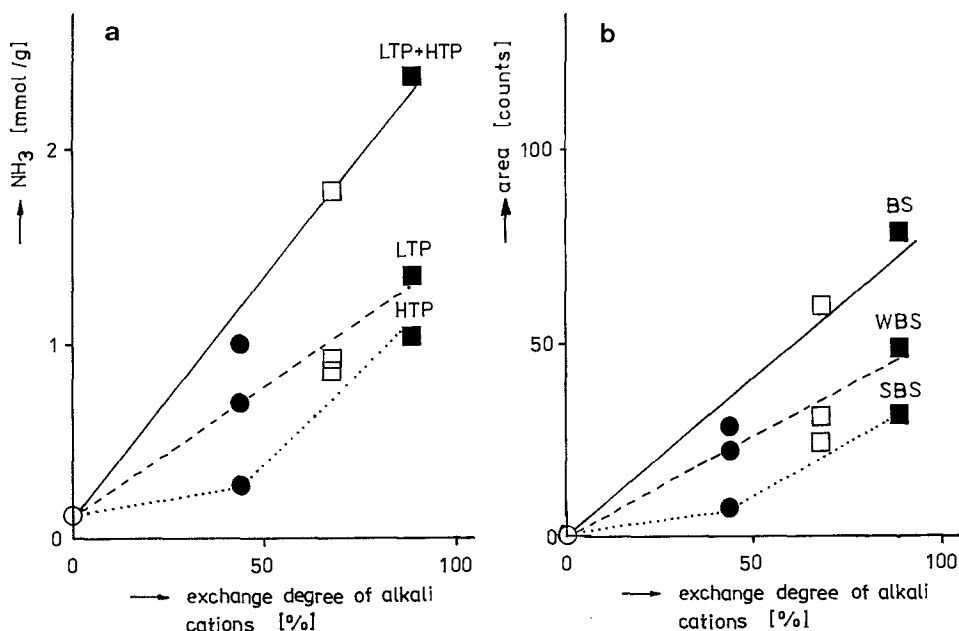 a
LTP+HTP
NH3 [mmol/g]
2
LTP
HTP
1
0
0
50
100
exchange degree of alkali
cations [%]
b
area [counts]
100
BS
WBS
50
SBS
0
0
50
100
exchange degree of alkali
cations [%]